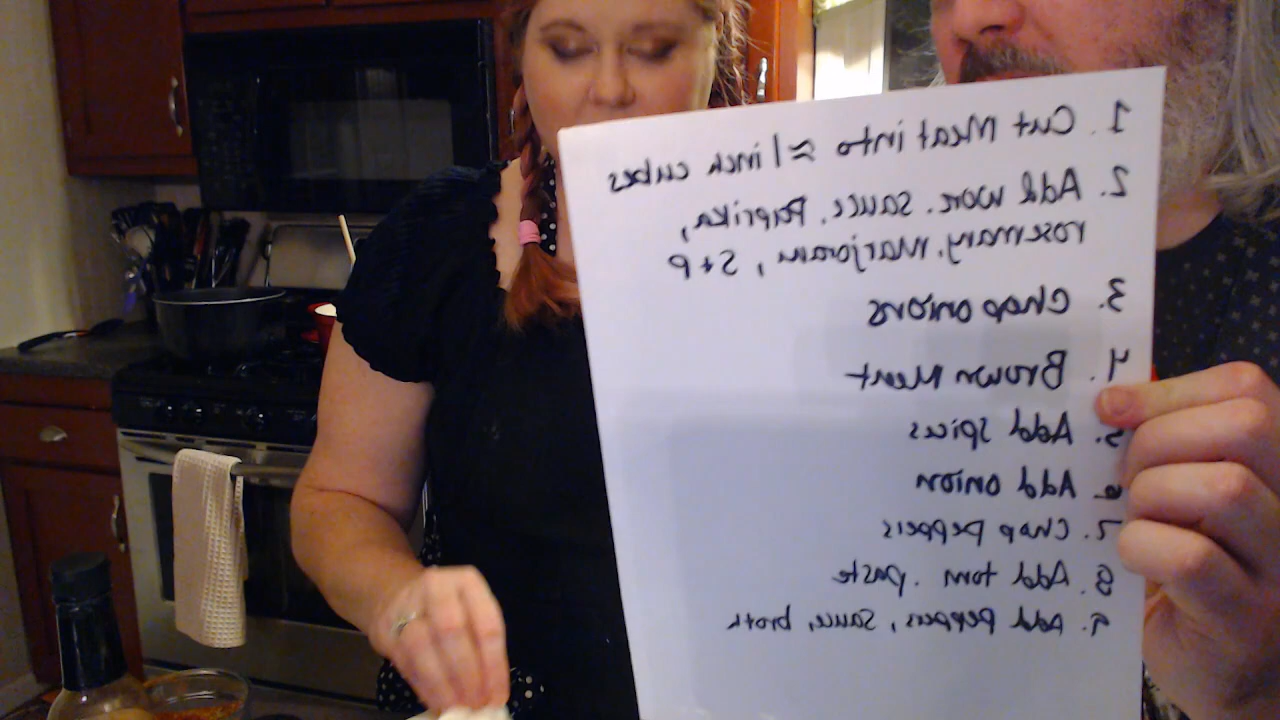 1. Cut Meat into ≈ 1 inch cubes
2. Add wor. sauce, Paprika,
rosemary, Marjoram, S+P
3. Chop onions
4. Brown Meat
5. Add spices
6. Add onion
7. Chop peppers
8. Add tom. paste
9. Add peppers, sauce, broth